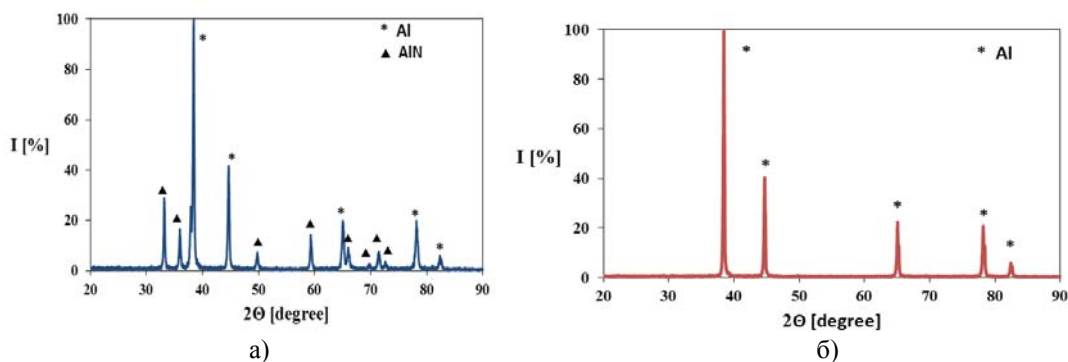 100
80
60
40
20
0
I [%]
* Al
▲ AlN
* * * * *
▲ ▲ ▲ ▲ ▲ ▲ ▲ ▲
20 30 40 50 60 70 80 90
2Θ [degree]
а)
100
80
60
40
20
0
I [%]
* Al
* * * * *
20 30 40 50 60 70 80 90
2Θ [degree]
б)